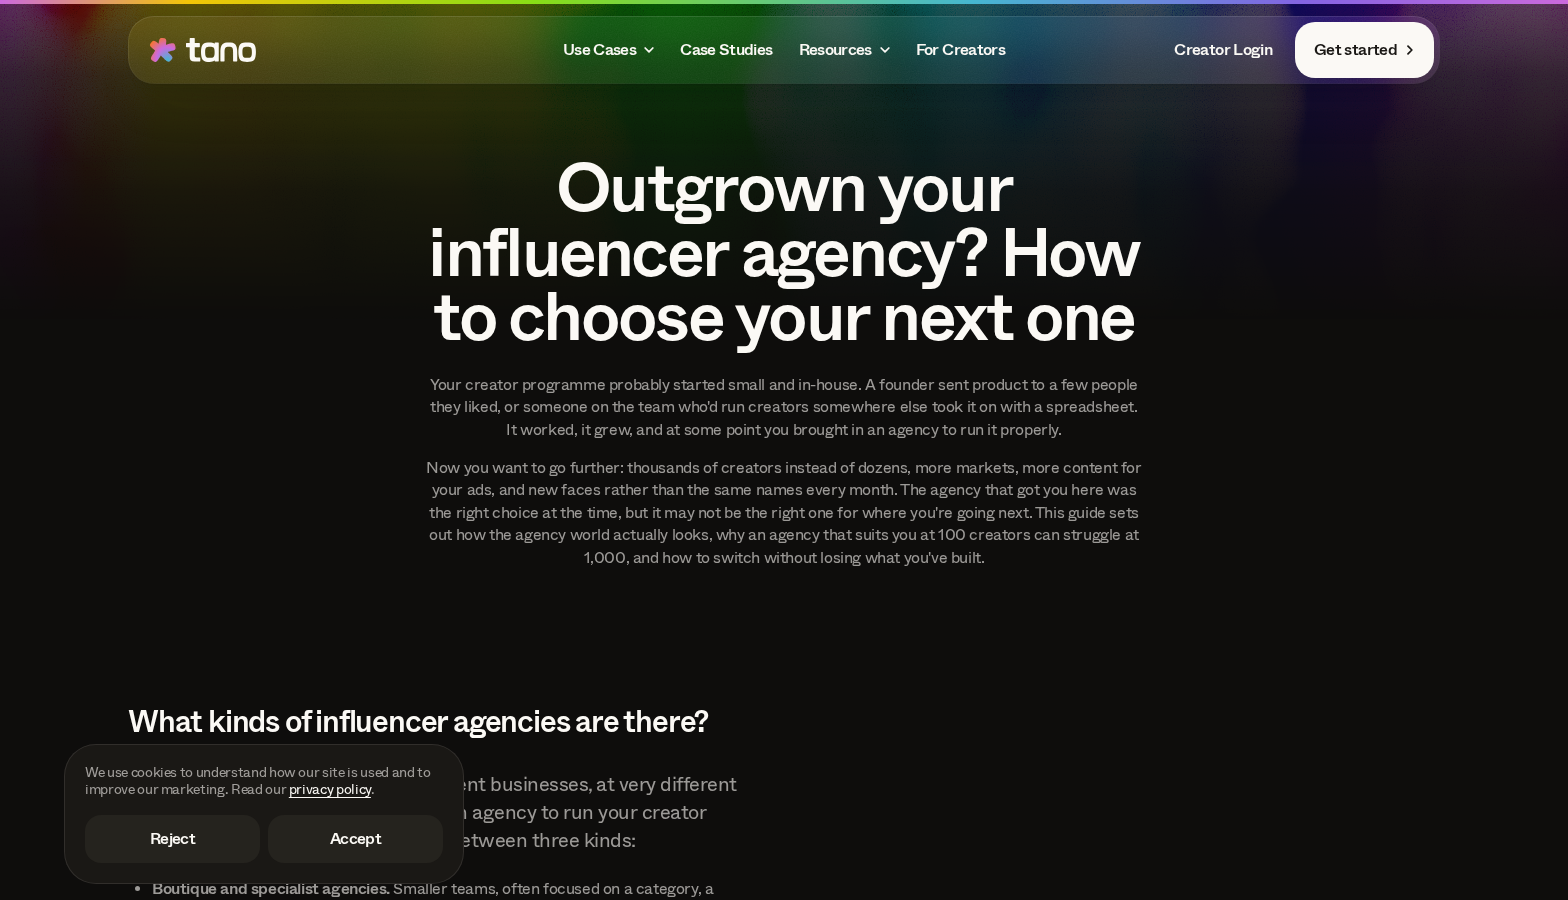 tano
Use Cases
Case Studies
Resources
For Creators
Creator Login
Get started
Outgrown your
influencer agency? How
to choose your next one
Your creator programme probably started small and in-house. A founder sent product to a few people
they liked, or someone on the team who'd run creators somewhere else took it on with a spreadsheet.
It worked, it grew, and at some point you brought in an agency to run it properly.
Now you want to go further: thousands of creators instead of dozens, more markets, more content for
your ads, and new faces rather than the same names every month. The agency that got you here was
the right choice at the time, but it may not be the right one for where you're going next. This guide sets
out how the agency world actually looks, why an agency that suits you at 100 creators can struggle at
1,000, and how to switch without losing what you've built.
What kinds of influencer agencies are there?
businesses, at very different
agency to run your creator
between three kinds:
We use cookies to understand how our site is used and to
improve our marketing. Read our privacy policy.
Reject
Accept
• Boutique and specialist agencies. Smaller teams, often focused on a category, a